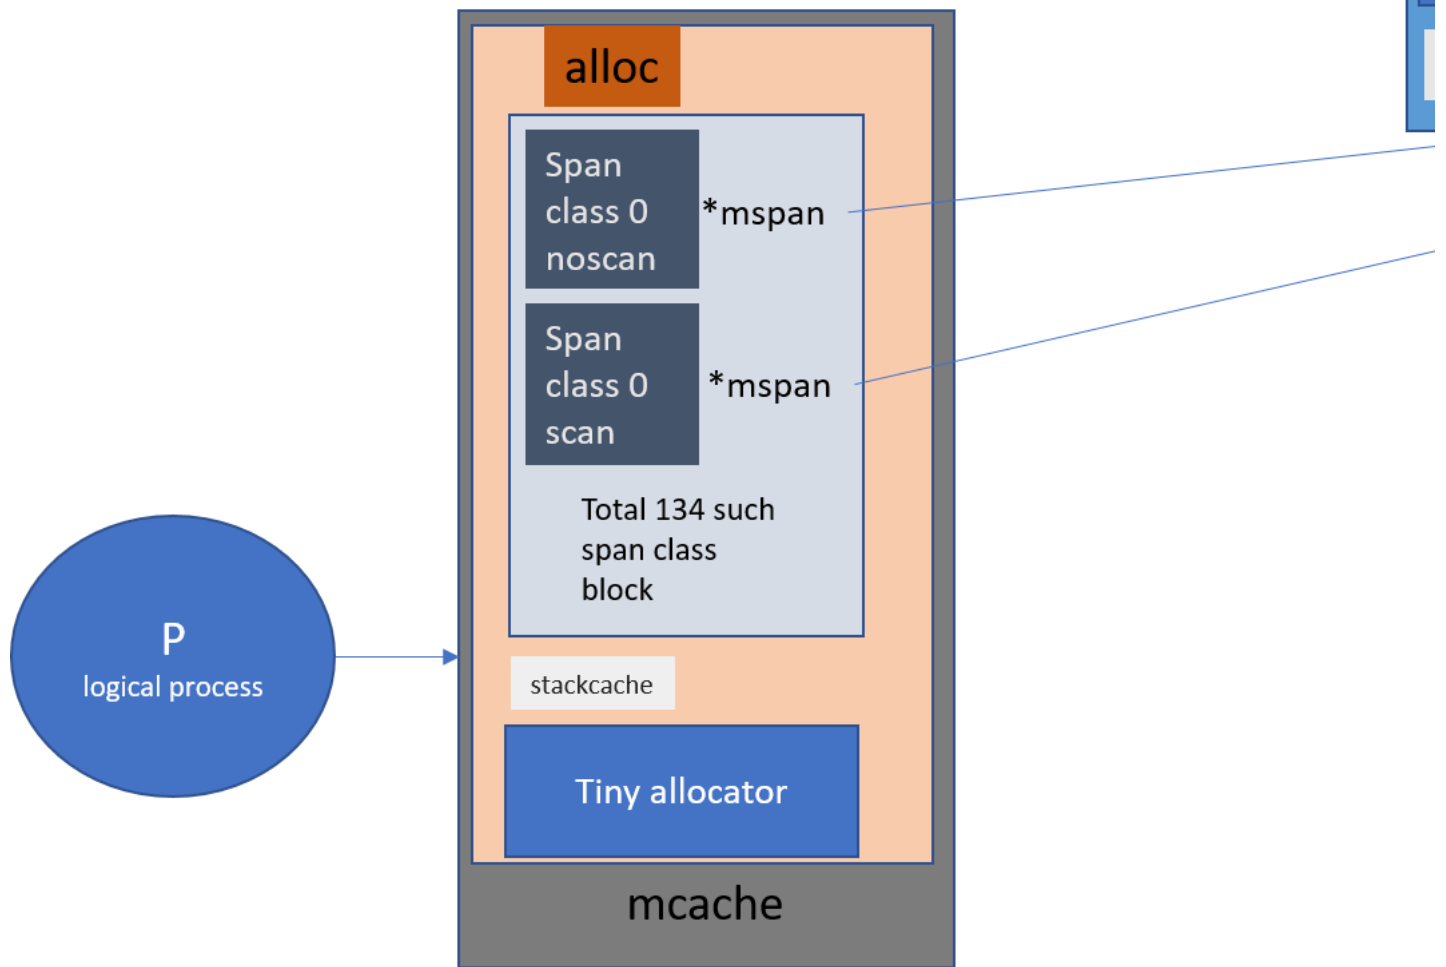 alloc
Span
class 0
noscan
*mspan
Span
class 0
scan
*mspan
Total 134 such
span class
block
P
logical process
stackcache
Tiny allocator
mcache